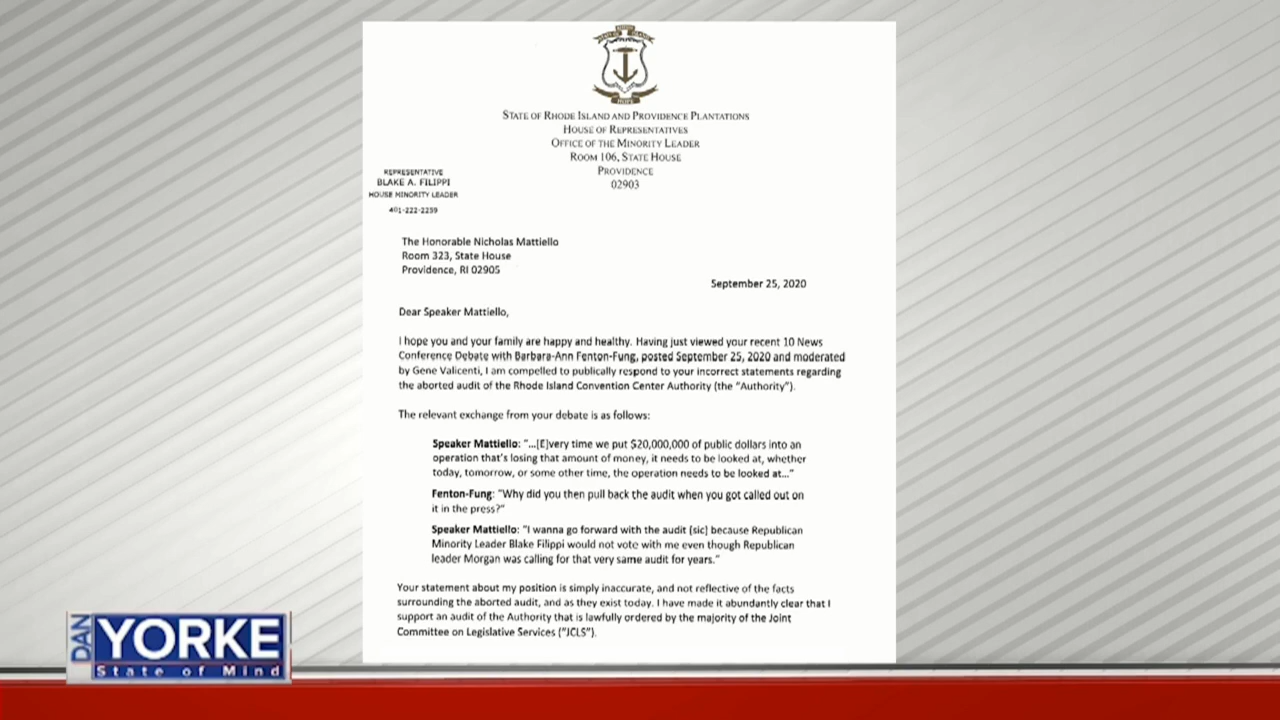 HOPE
STATE OF RHODE ISLAND AND PROVIDENCE PLANTATIONS
HOUSE OF REPRESENTATIVES
OFFICE OF THE MINORITY LEADER
ROOM 106, STATE HOUSE
PROVIDENCE
02903
REPRESENTATIVE
BLAKE A. FILIPPI
HOUSE MINORITY LEADER
401-222-2259
The Honorable Nicholas Mattiello
Room 323, State House
Providence, RI 02905
September 25, 2020
Dear Speaker Mattiello,
I hope you and your family are happy and healthy. Having just viewed your recent 10 News
Conference Debate with Barbara-Ann Fenton-Fung, posted September 25, 2020 and moderated
by Gene Valicenti, I am compelled to publically respond to your incorrect statements regarding
the aborted audit of the Rhode Island Convention Center Authority (the "Authority").
The relevant exchange from your debate is as follows:
Speaker Mattiello: "...[E]very time we put $20,000,000 of public dollars into an
operation that's losing that amount of money, it needs to be looked at, whether
today, tomorrow, or some other time, the operation needs to be looked at..."
Fenton-Fung: "Why did you then pull back the audit when you got called out on
it in the press?"
Speaker Mattiello: "I wanna go forward with the audit [sic] because Republican
Minority Leader Blake Filippi would not vote with me even though Republican
leader Morgan was calling for that very same audit for years."
Your statement about my position is simply inaccurate, and not reflective of the facts
surrounding the aborted audit, and as they exist today. I have made it abundantly clear that I
support an audit of the Authority that is lawfully ordered by the majority of the Joint
Committee on Legislative Services ("JCLS").
DAN
YORKE
State of Mind